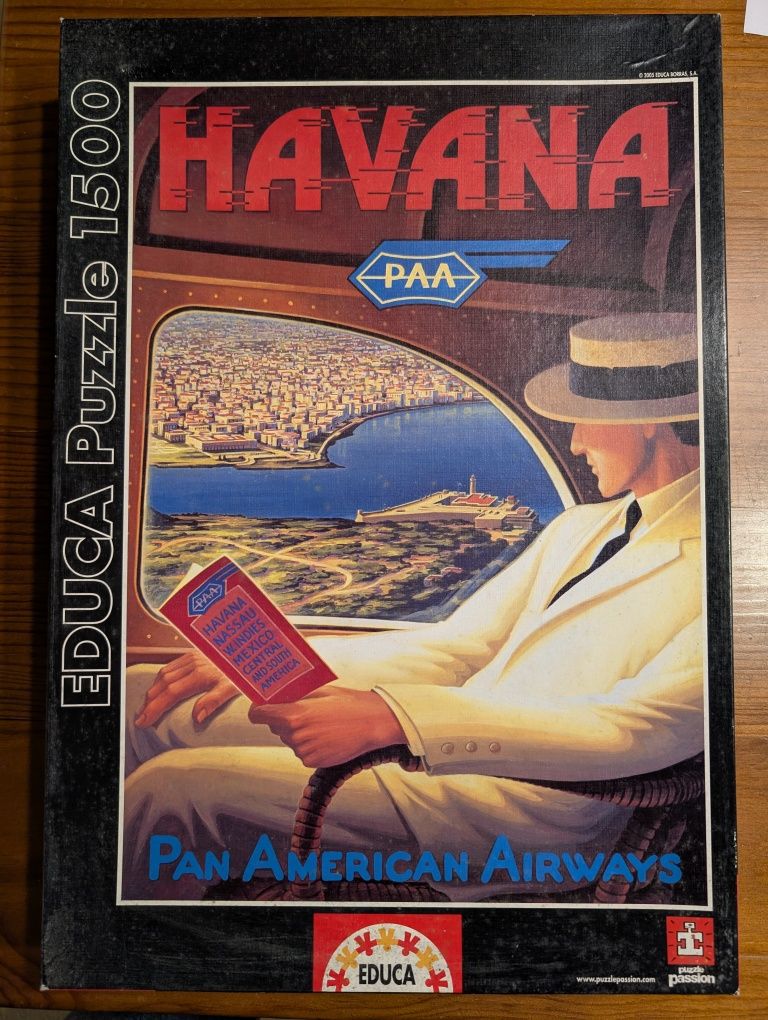 © 2005 EDUCA BORRAS, S.A.
EDUCA Puzzle 1500
HAVANA
PAA
PAA
HAVANA
NASSAU
W.INDIES
MEXICO
CENTRAL
AND SOUTH
AMERICA
PAN AMERICAN AIRWAYS
EDUCA
www.puzzlepassion.com
puzzle
passion